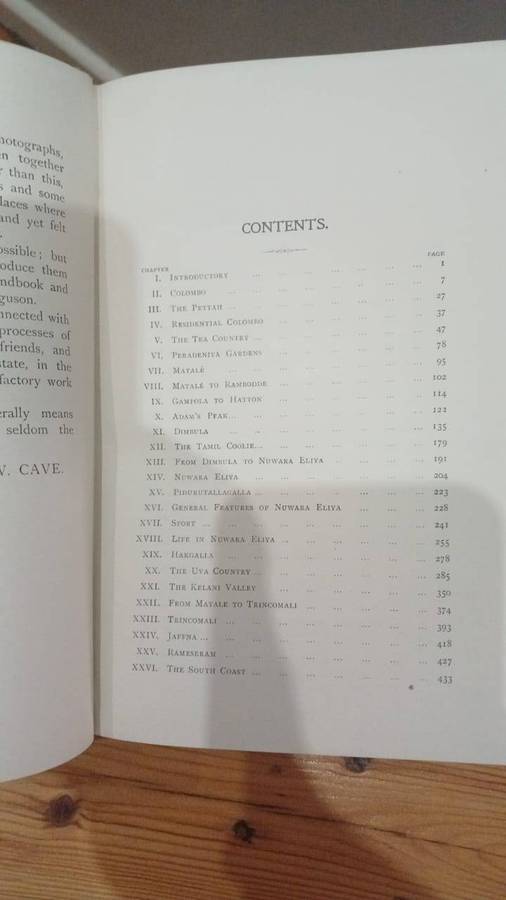 hotographs,
n together
r than this,
s and some
laces where
and yet felt
ossible; but
oduce them
ndbook and
guson.
nnected with
processes of
friends, and
state, in the
factory work
erally means
seldom the
W. CAVE.
CONTENTS.
CHAPTER PAGE
I. INTRODUCTORY ... 1
II. COLOMBO ... 7
III. THE PETTAH ... 27
IV. RESIDENTIAL COLOMBO ... 37
V. THE TEA COUNTRY ... 47
VI. PERADENIYA GARDENS ... 78
VII. MATALÉ ... 95
VIII. MATALÉ TO RAMBODDE ... 102
IX. GAMPOLA TO HATTON ... 114
X. ADAM'S PEAK ... 121
XI. DIMBULA ... 135
XII. THE TAMIL COOLIE ... 179
XIII. FROM DIMBULA TO NUWARA ELIYA ... 191
XIV. NUWARA ELIYA ... 204
XV. PIDURUTALLAGALLA ... 223
XVI. GENERAL FEATURES OF NUWARA ELIYA ... 228
XVII. SPORT ... 241
XVIII. LIFE IN NUWARA ELIYA ... 255
XIX. HAKGALLA ... 278
XX. THE UVA COUNTRY ... 285
XXI. THE KELANI VALLEY ... 350
XXII. FROM MATALE TO TRINCOMALI ... 374
XXIII. TRINCOMALI ... 393
XXIV. JAFFNA ... 418
XXV. RAMESERAM ... 427
XXVI. THE SOUTH COAST ... 433